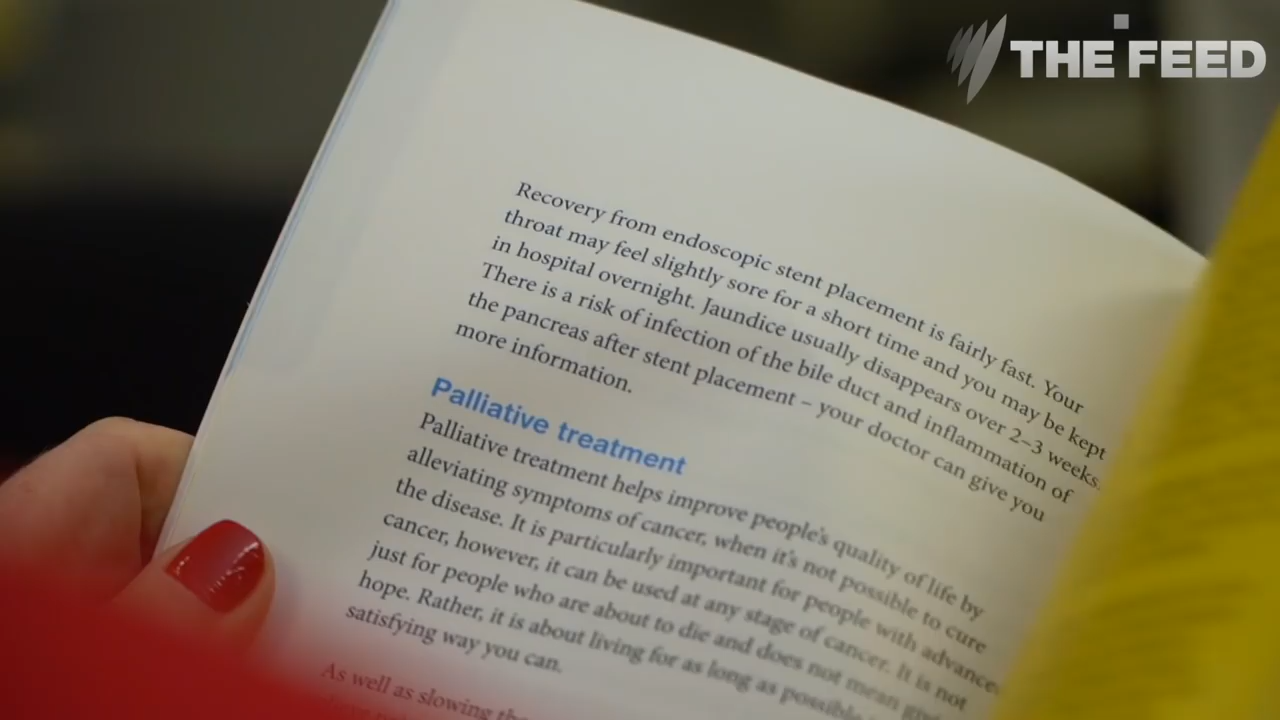 THE FEED
Recovery from endoscopic stent placement is fairly fast. Your
throat may feel slightly sore for a short time and you may be kept
in hospital overnight. Jaundice usually disappears over 2–3 weeks.
There is a risk of infection of the bile duct and inflammation of
the pancreas after stent placement – your doctor can give you
more information.
Palliative treatment
Palliative treatment helps improve people's quality of life by
alleviating symptoms of cancer, when it's not possible to cure
the disease. It is particularly important for people with
cancer, however, it can be used at any stage of cancer. It is not
just for people who are about to die and does not mean
hope. Rather, it is about living for as long as possible
satisfying way you can.
As well as slowing the